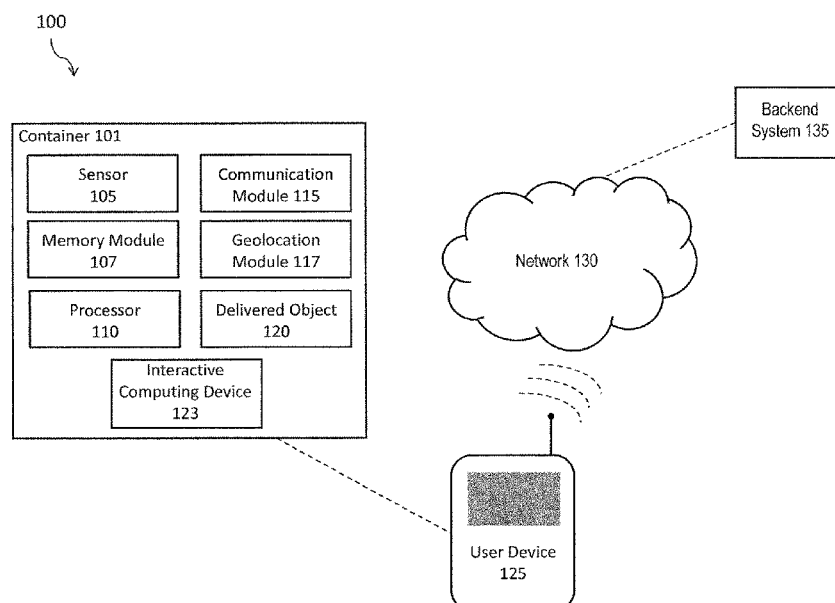 100
Container 101
Sensor
105
Communication
Module 115
Memory Module
107
Geolocation
Module 117
Processor
110
Delivered Object
120
Interactive
Computing Device
123
Backend
System 135
Network 130
User Device
125